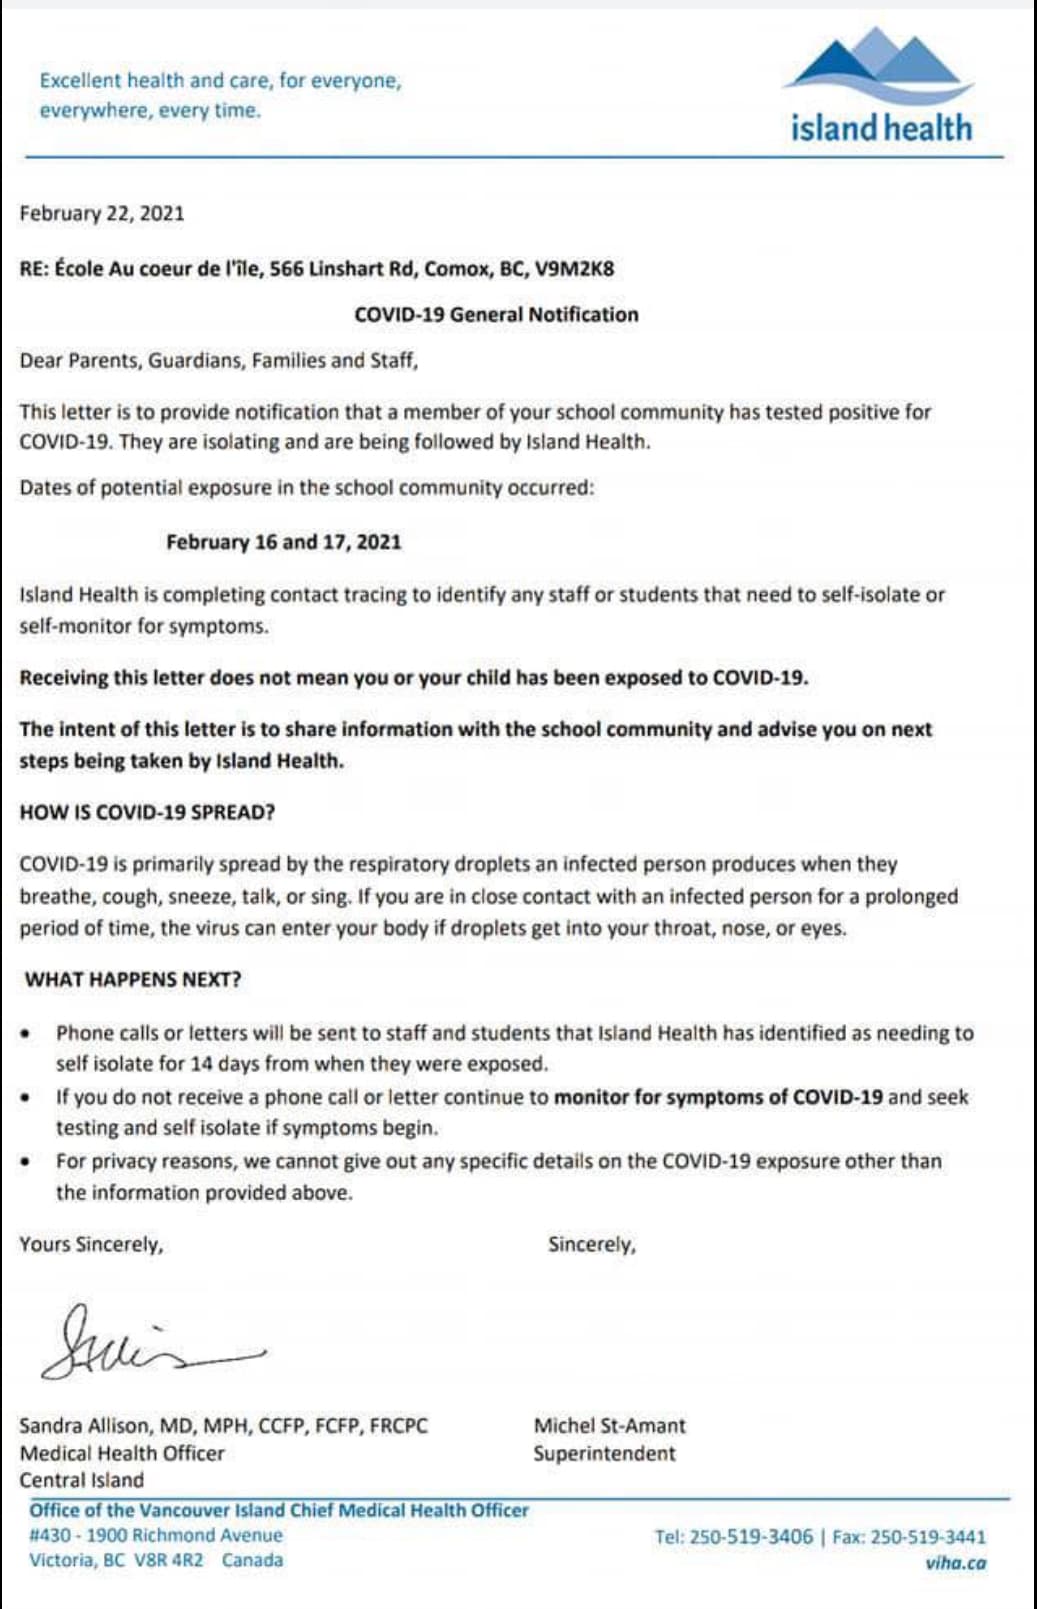 Excellent health and care, for everyone,
everywhere, every time.
island health
February 22, 2021
RE: École Au coeur de l'île, 566 Linshart Rd, Comox, BC, V9M2K8
COVID-19 General Notification
Dear Parents, Guardians, Families and Staff,
This letter is to provide notification that a member of your school community has tested positive for
COVID-19. They are isolating and are being followed by Island Health.
Dates of potential exposure in the school community occurred:
February 16 and 17, 2021
Island Health is completing contact tracing to identify any staff or students that need to self-isolate or
self-monitor for symptoms.
Receiving this letter does not mean you or your child has been exposed to COVID-19.
The intent of this letter is to share information with the school community and advise you on next
steps being taken by Island Health.
HOW IS COVID-19 SPREAD?
COVID-19 is primarily spread by the respiratory droplets an infected person produces when they
breathe, cough, sneeze, talk, or sing. If you are in close contact with an infected person for a prolonged
period of time, the virus can enter your body if droplets get into your throat, nose, or eyes.
WHAT HAPPENS NEXT?
• Phone calls or letters will be sent to staff and students that Island Health has identified as needing to
self isolate for 14 days from when they were exposed.
• If you do not receive a phone call or letter continue to monitor for symptoms of COVID-19 and seek
testing and self isolate if symptoms begin.
• For privacy reasons, we cannot give out any specific details on the COVID-19 exposure other than
the information provided above.
Yours Sincerely,
Sincerely,
Sandra Allison, MD, MPH, CCFP, FCFP, FRCPC
Medical Health Officer
Central Island
Michel St-Amant
Superintendent
Office of the Vancouver Island Chief Medical Health Officer
#430 - 1900 Richmond Avenue
Victoria, BC V8R 4R2 Canada
Tel: 250-519-3406 | Fax: 250-519-3441
viha.ca